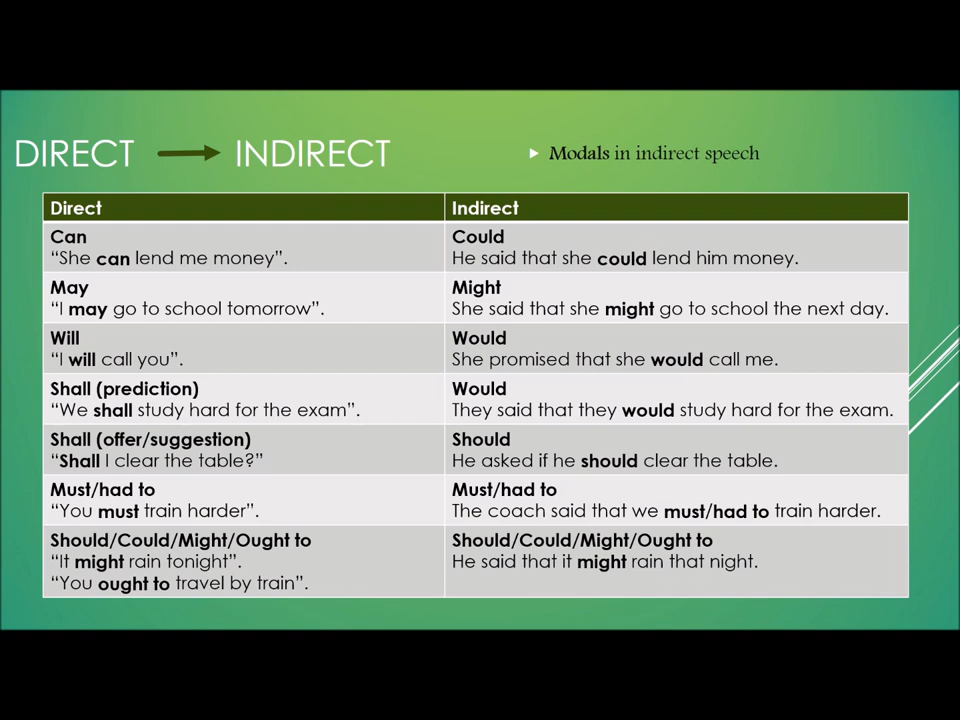 DIRECT INDIRECT
Modals in indirect speech
Direct Indirect
Can Could
“She can lend me money”. He said that she could lend him money.
May Might
“I may go to school tomorrow”. She said that she might go to school the next day.
Will Would
“I will call you”. She promised that she would call me.
Shall (prediction) Would
“We shall study hard for the exam”. They said that they would study hard for the exam.
Shall (offer/suggestion) Should
“Shall I clear the table?” He asked if he should clear the table.
Must/had to Must/had to
“You must train harder”. The coach said that we must/had to train harder.
Should/Could/Might/Ought to Should/Could/Might/Ought to
“It might rain tonight”. He said that it might rain that night.
“You ought to travel by train”.